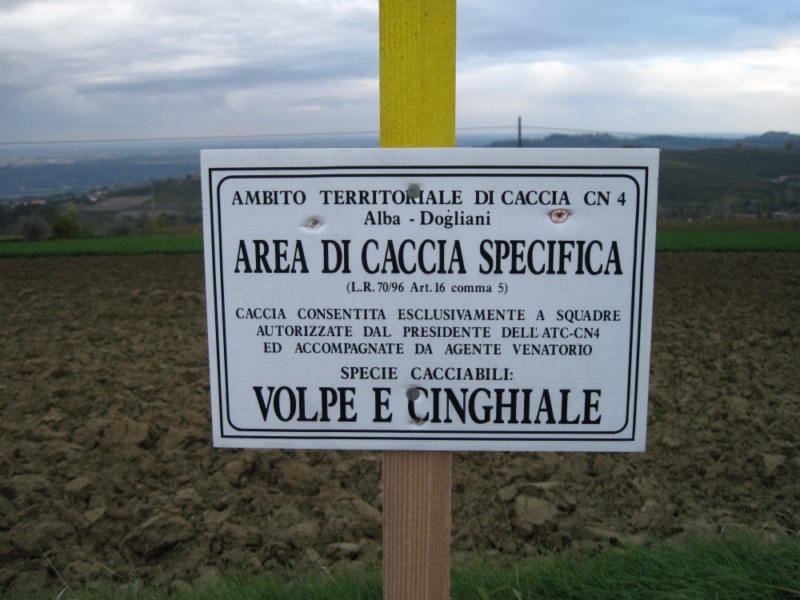 AMBITO TERRITORIALE DI CACCIA CN 4
Alba - Dogliani
AREA DI CACCIA SPECIFICA
(L.R. 70/96 Art. 16 comma 5)
CACCIA CONSENTITA ESCLUSIVAMENTE A SQUADRE
AUTORIZZATE DAL PRESIDENTE DELL'ATC-CN4
ED ACCOMPAGNATE DA AGENTE VENATORIO
SPECIE CACCIABILI:
VOLPE E CINGHIALE